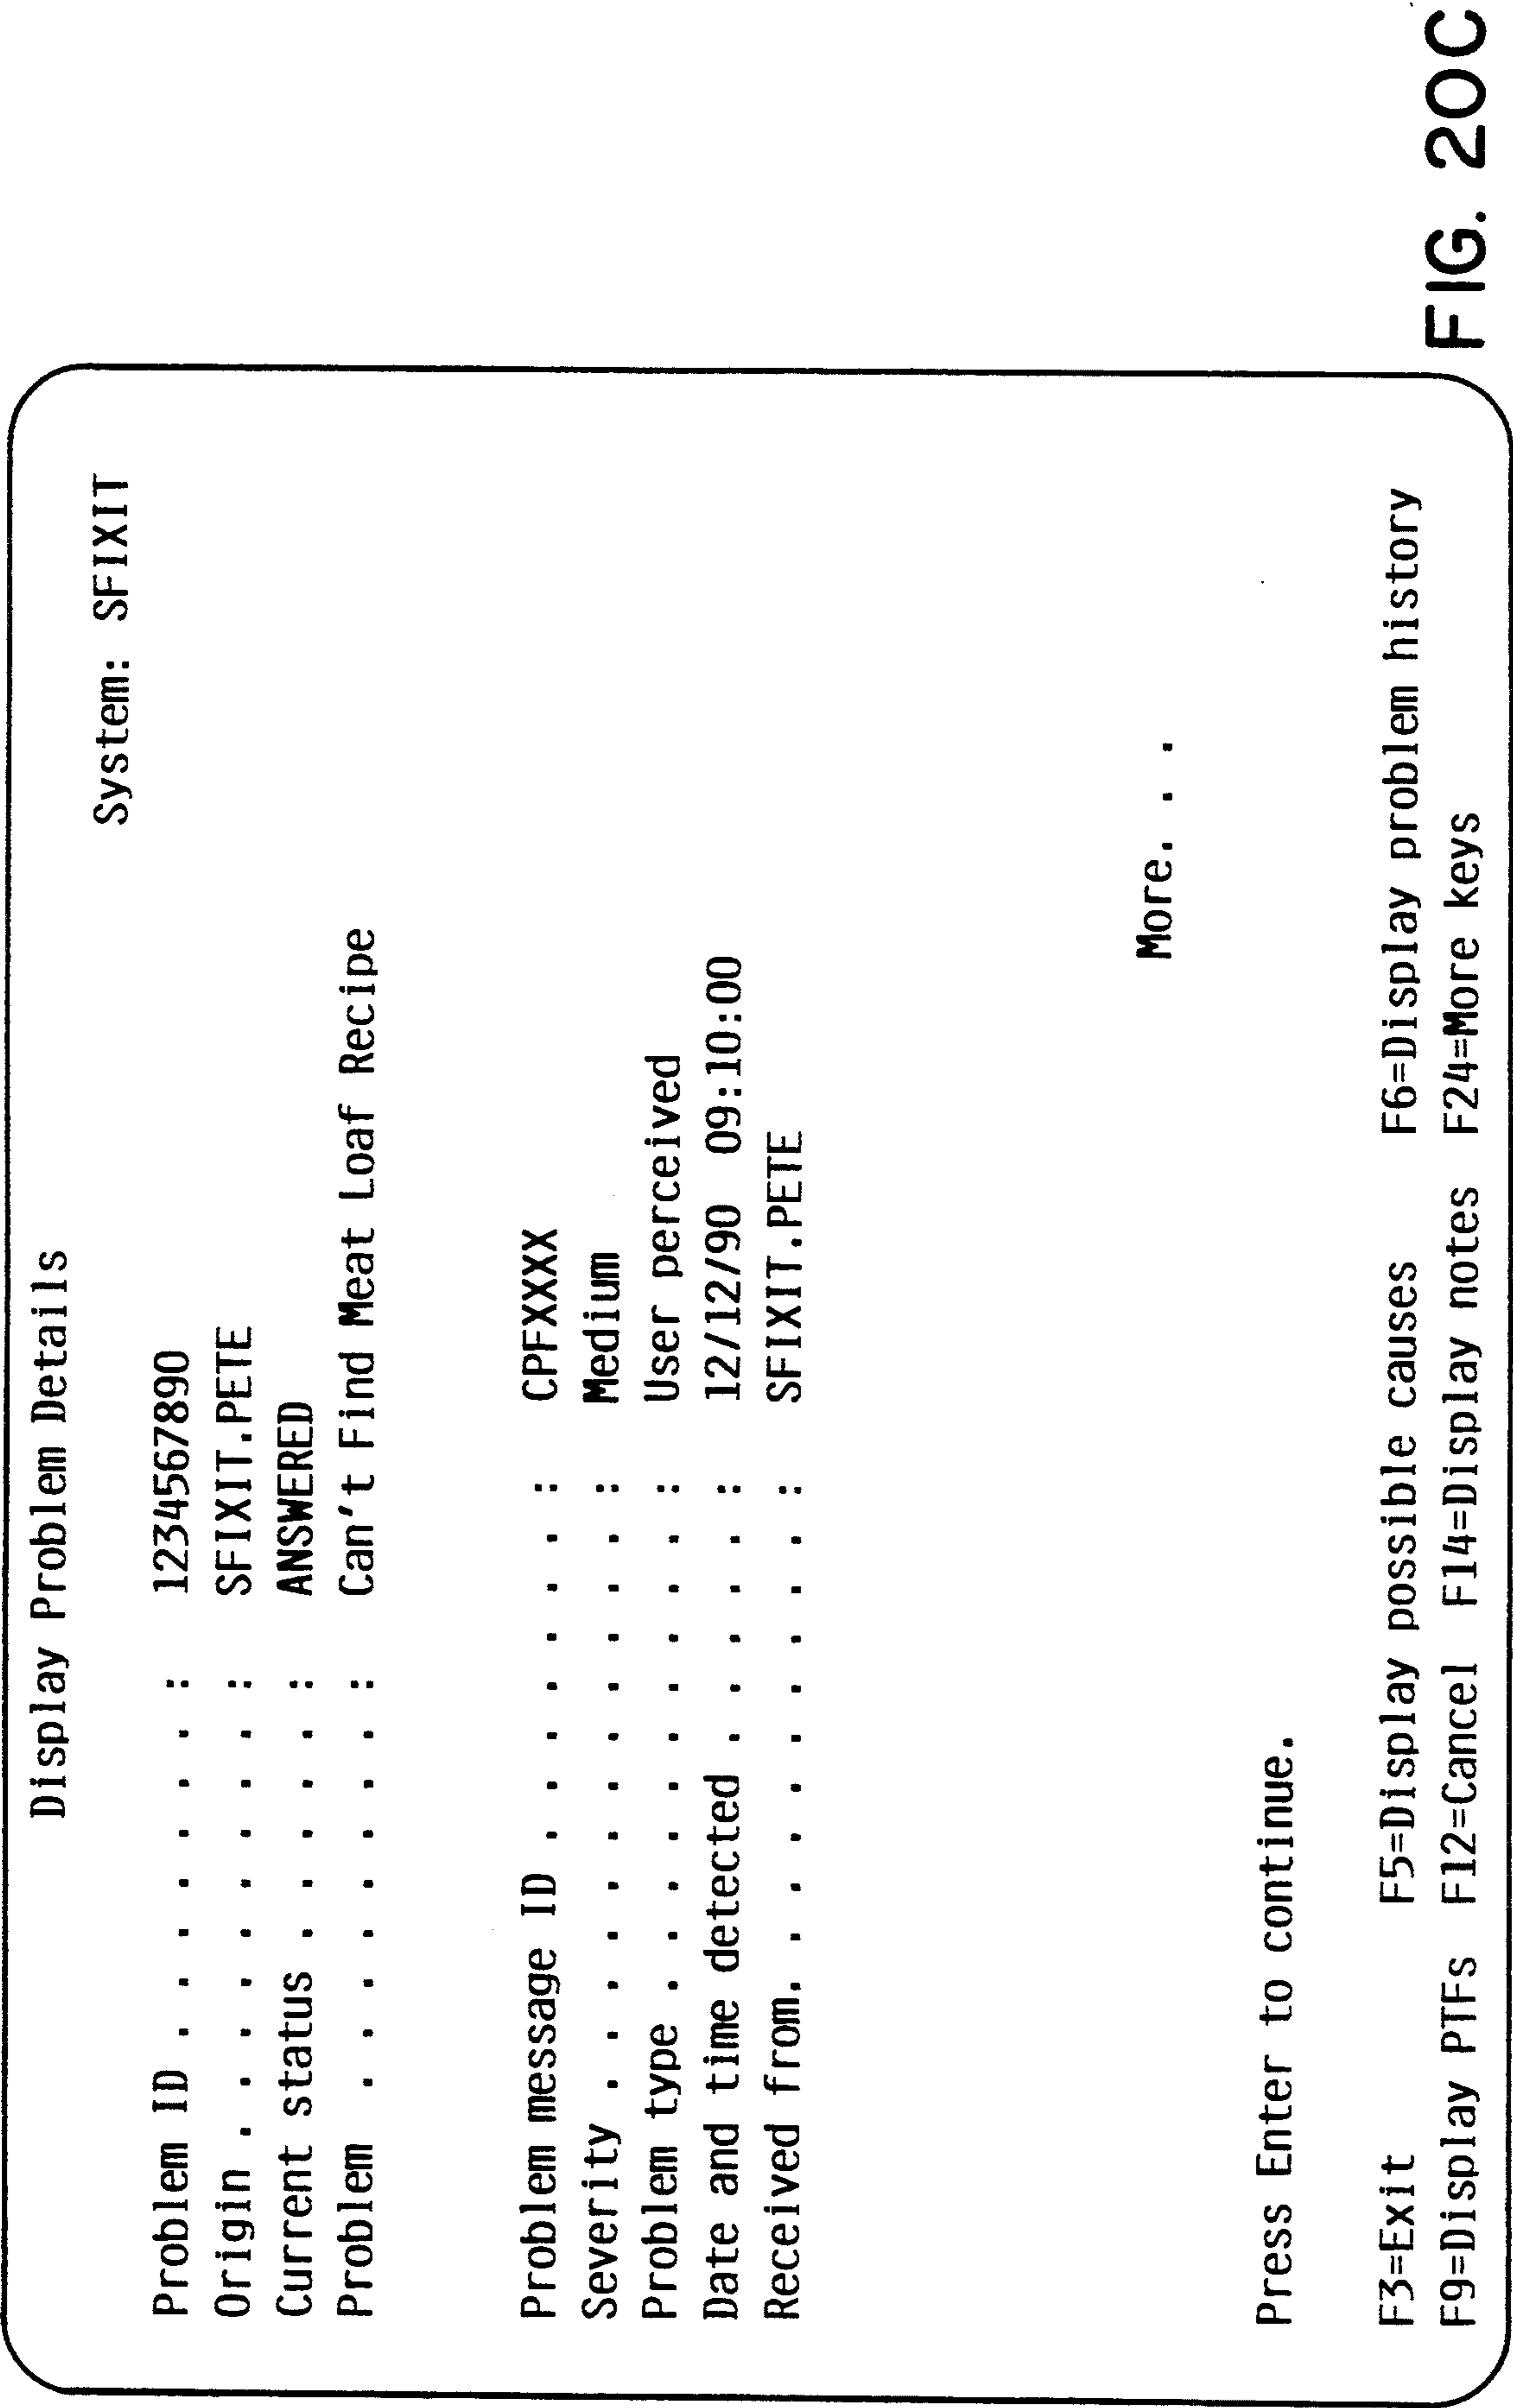 Display Problem Details
System: SFIXIT
Problem ID . . . . . . . . : 1234567890
Origin . . . . . . . . . . : SFIXIT.PETE
Current status . . . . . . : ANSWERED
Problem . . . . . . . . . : Can't Find Meat Loaf Recipe
Problem message ID . . . . . . . . : CPFXXXX
Severity . . . . . . . . . . . . . : Medium
Problem type . . . . . . . . . . . : User perceived
Date and time detected . . . . . . : 12/12/90 09:10:00
Received from. . . . . . . . . . . : SFIXIT.PETE
More. . .
Press Enter to continue.
F3=Exit F5=Display possible causes F6=Display problem history
F9=Display PTFs F12=Cancel F14=Display notes F24=More keys
FIG. 20C